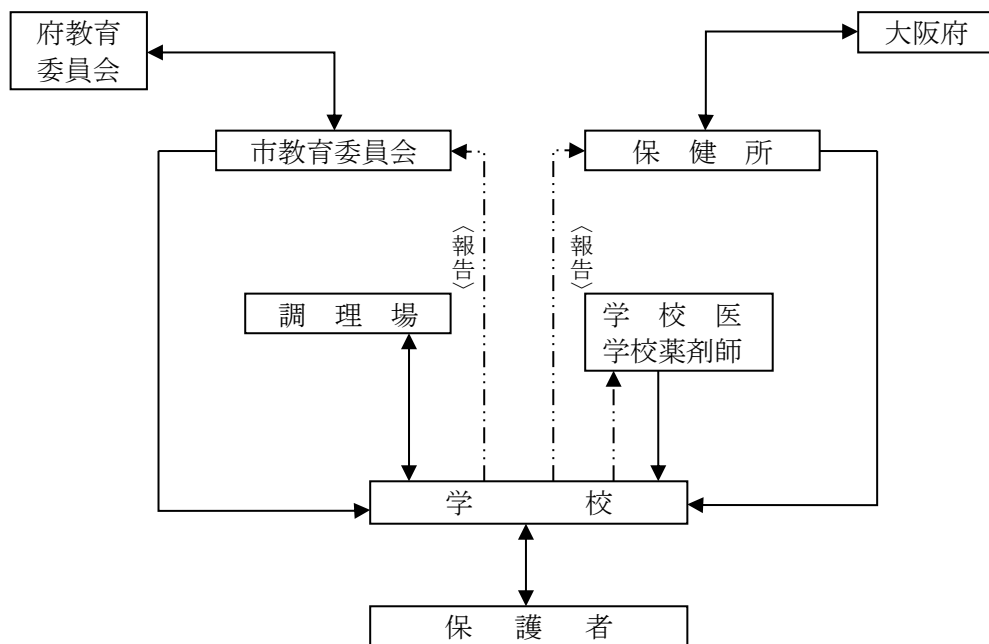 府教育
委員会
大阪府
市教育委員会
保　健　所
〈報告〉
〈報告〉
調　理　場
学　校　医
学校薬剤師
学　　　校
保　護　者